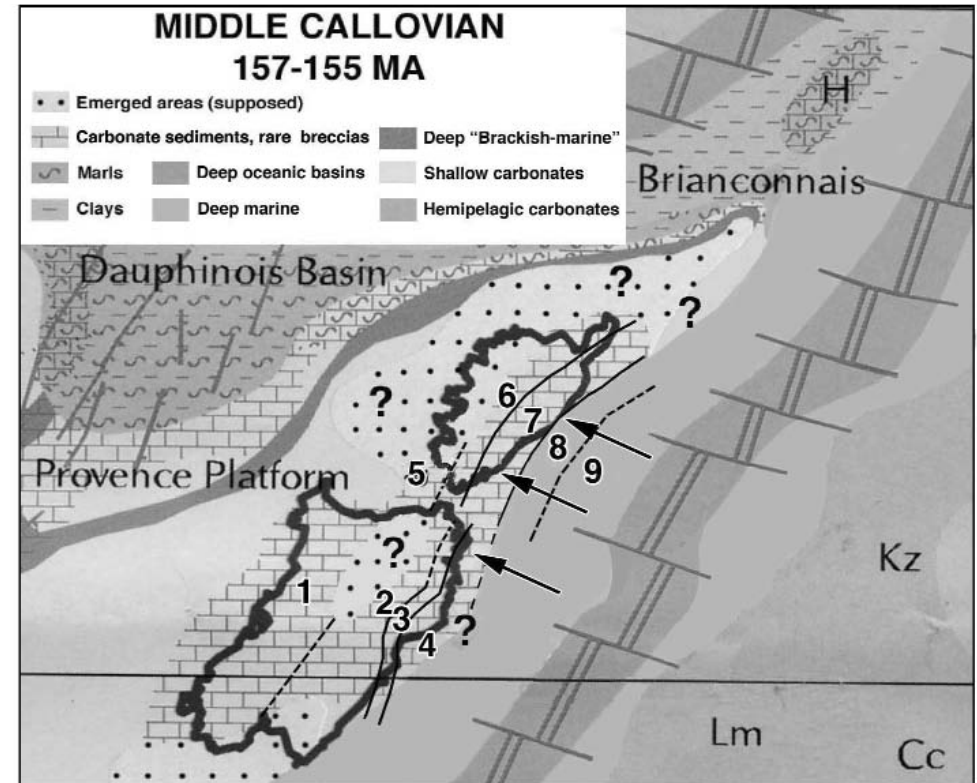 MIDDLE CALLOVIAN
157-155 MA
Emerged areas (supposed)
Carbonate sediments, rare breccias
Deep “Brackish-marine”
Marls
Deep oceanic basins
Shallow carbonates
Clays
Deep marine
Hemipelagic carbonates
H
Brianconnais
Dauphinois Basin
?
?
?
6
7
8
9
5
Provence Platform
?
1
2
3
4
?
Kz
Lm
Cc